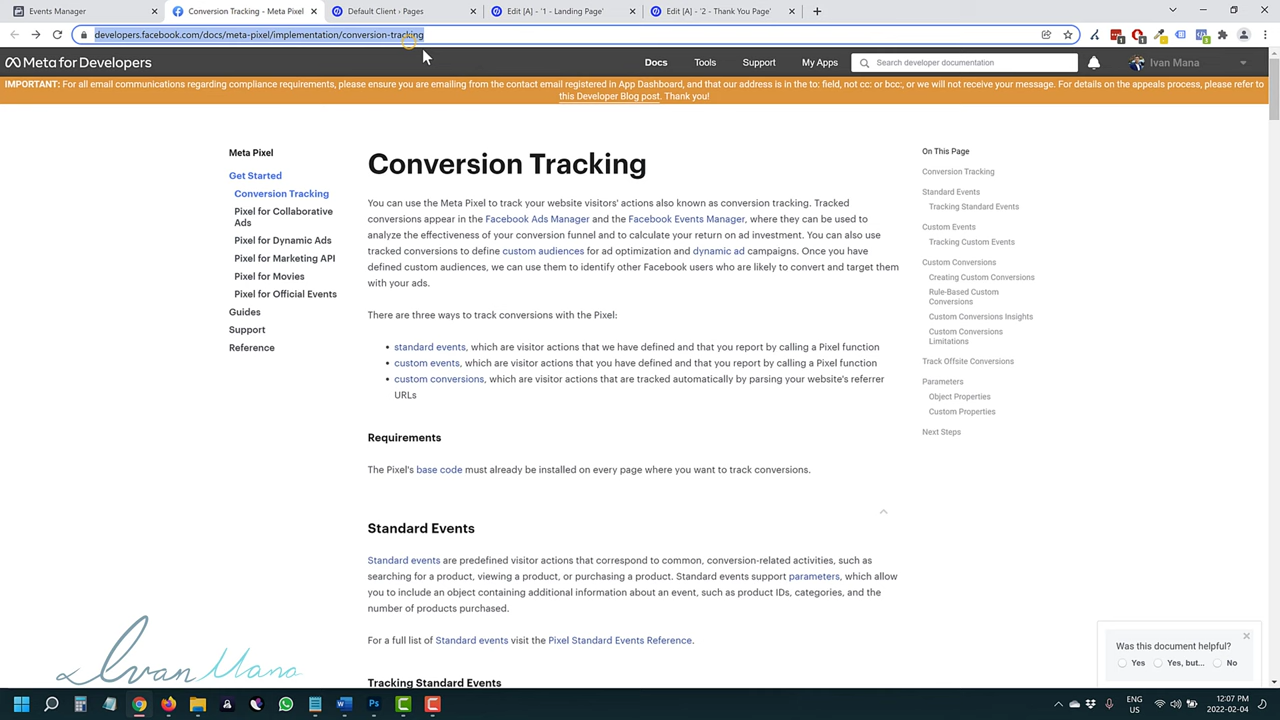 Events Manager
Conversion Tracking - Meta Pixel
Default Client › Pages
Edit [A] - '1 - Landing Page'
Edit [A] - '2 - Thank You Page'
developers.facebook.com/docs/meta-pixel/implementation/conversion-tracking
Meta for Developers
Docs
Tools
Support
My Apps
Search developer documentation
Ivan Mana
IMPORTANT: For all email communications regarding compliance requirements, please ensure you are emailing from the contact email registered in App Dashboard, and that our address is in the to: field, not cc: or bcc:, or we will not receive your message. For details on the appeals process, please refer to
this Developer Blog post. Thank you!
Meta Pixel
Get Started
Conversion Tracking
Pixel for Collaborative
Ads
Pixel for Dynamic Ads
Pixel for Marketing API
Pixel for Movies
Pixel for Official Events
Guides
Support
Reference
Conversion Tracking
You can use the Meta Pixel to track your website visitors' actions also known as conversion tracking. Tracked
conversions appear in the Facebook Ads Manager and the Facebook Events Manager, where they can be used to
analyze the effectiveness of your conversion funnel and to calculate your return on ad investment. You can also use
tracked conversions to define custom audiences for ad optimization and dynamic ad campaigns. Once you have
defined custom audiences, we can use them to identify other Facebook users who are likely to convert and target them
with your ads.
There are three ways to track conversions with the Pixel:
• standard events, which are visitor actions that we have defined and that you report by calling a Pixel function
• custom events, which are visitor actions that you have defined and that you report by calling a Pixel function
• custom conversions, which are visitor actions that are tracked automatically by parsing your website's referrer
URLs
Requirements
The Pixel's base code must already be installed on every page where you want to track conversions.
Standard Events
Standard events are predefined visitor actions that correspond to common, conversion-related activities, such as
searching for a product, viewing a product, or purchasing a product. Standard events support parameters, which allow
you to include an object containing additional information about an event, such as product IDs, categories, and the
number of products purchased.
For a full list of Standard events visit the Pixel Standard Events Reference.
Tracking Standard Events
On This Page
Conversion Tracking
Standard Events
Tracking Standard Events
Custom Events
Tracking Custom Events
Custom Conversions
Creating Custom Conversions
Rule-Based Custom
Conversions
Custom Conversions Insights
Custom Conversions
Limitations
Track Offsite Conversions
Parameters
Object Properties
Custom Properties
Next Steps
Was this document helpful?
Yes
Yes, but...
No
Ivan Mana
ENG
US
12:07 PM
2022-02-04